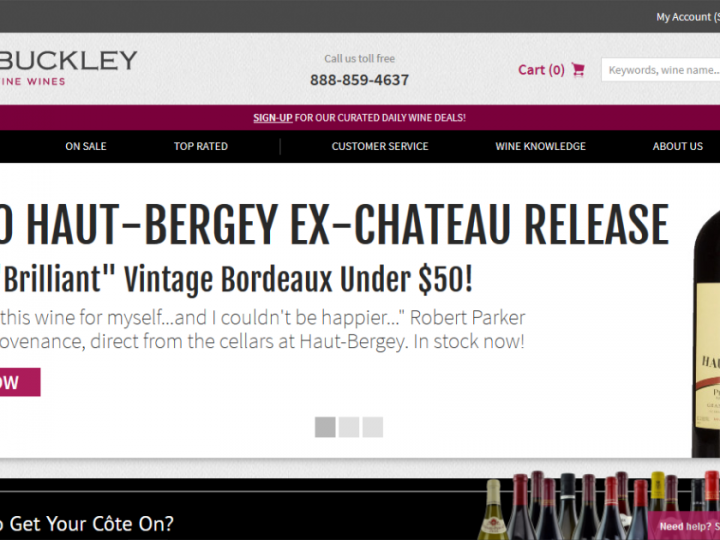 My Account (S
BUCKLEY
INE WINES
Call us toll free
888-859-4637
Cart (0)
Keywords, wine name..
SIGN-UP FOR OUR CURATED DAILY WINE DEALS!
ON SALE
TOP RATED
CUSTOMER SERVICE
WINE KNOWLEDGE
ABOUT US
0 HAUT-BERGEY EX-CHATEAU RELEASE
Brilliant" Vintage Bordeaux Under $50!
this wine for myself...and I couldn't be happier..." Robert Parker
ovenance, direct from the cellars at Haut-Bergey. In stock now!
OW
HAU
o Get Your Côte On?
Need help? S